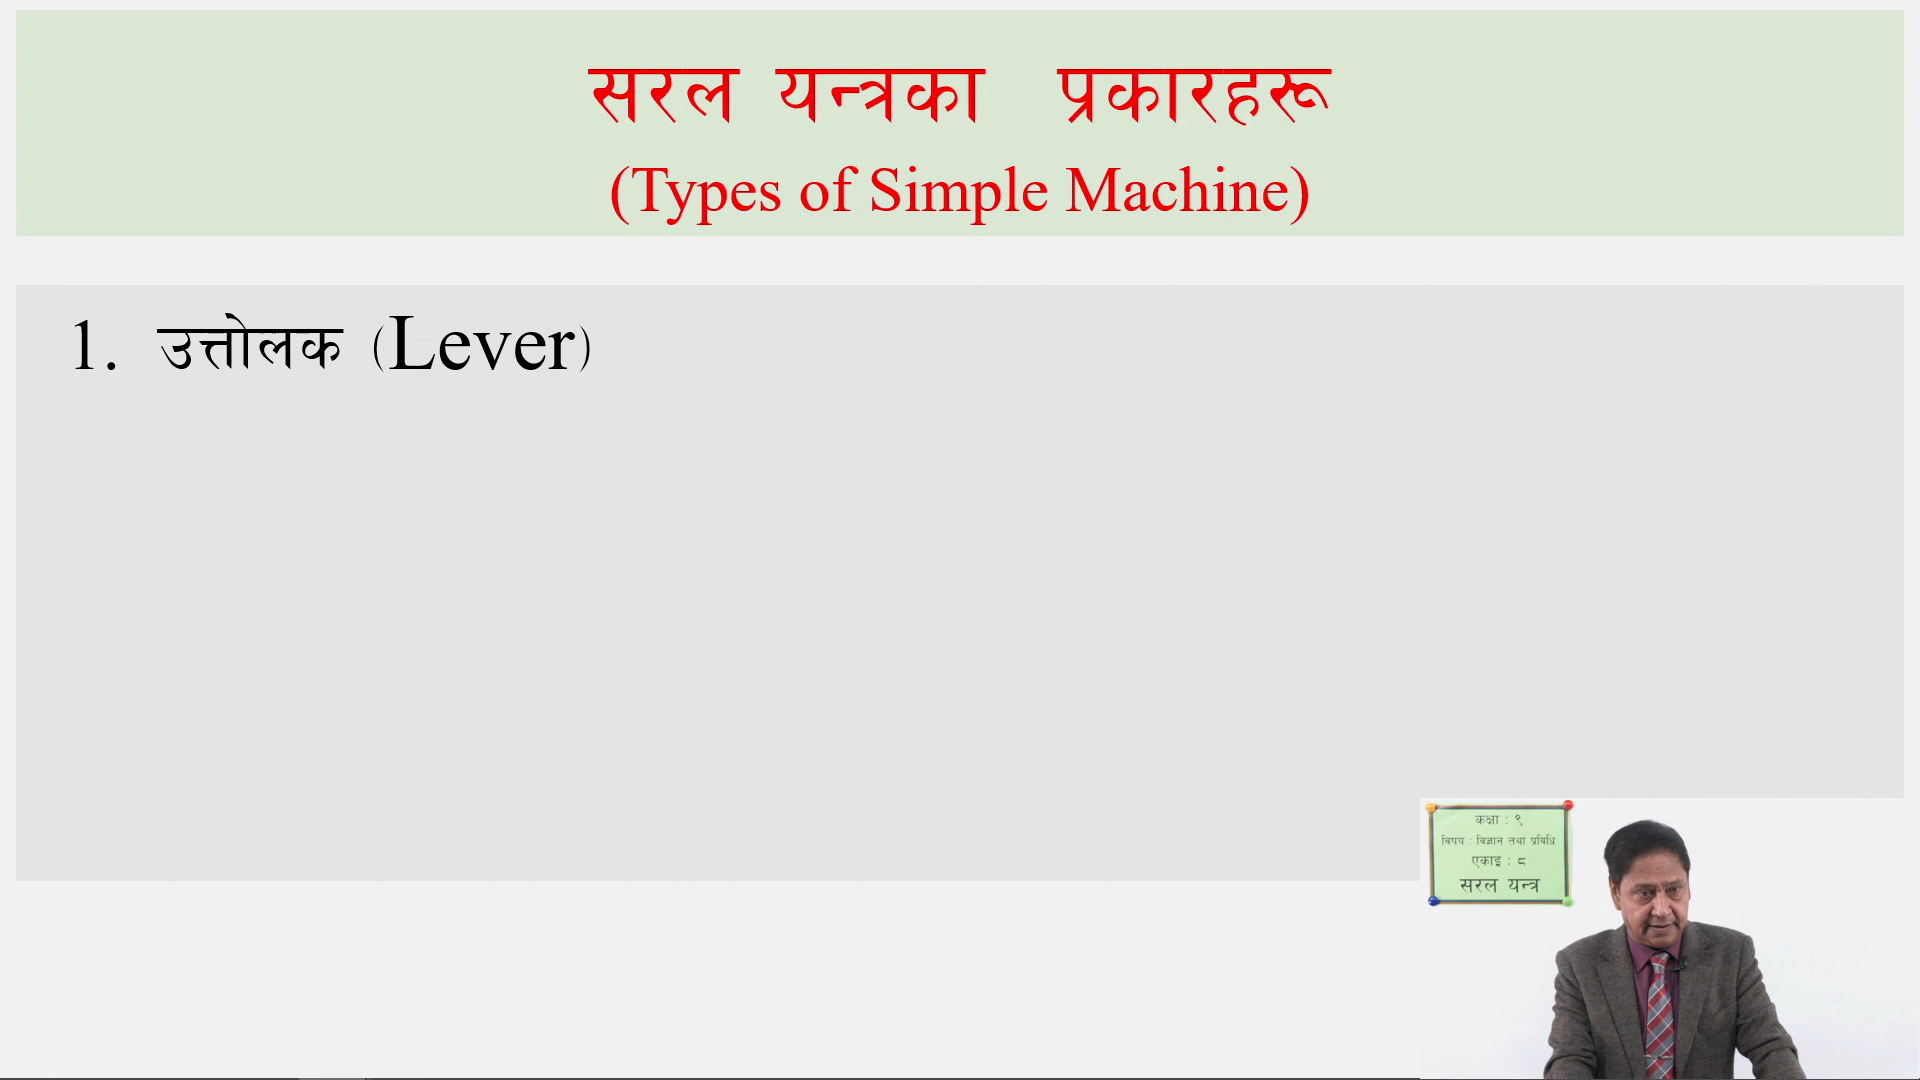 सरल यन्त्रका प्रकारहरू
(Types of Simple Machine)
1. उत्तोलक (Lever)
कक्षा : ९
विषय : विज्ञान तथा प्रविधि
एकाइ : ८
सरल यन्त्र